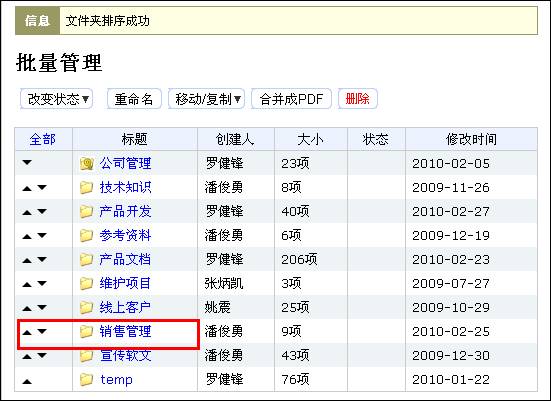 信息 文件夹排序成功
批量管理
改变状态▼ 重命名 移动/复制▼ 合并成PDF 删除
全部 标题 创建人 大小 状态 修改时间
▼ 公司管理 罗健锋 23项 2010-02-05
▲▼ 技术知识 潘俊勇 8项 2009-11-26
▲▼ 产品开发 罗健锋 40项 2010-02-27
▲▼ 参考资料 潘俊勇 6项 2009-12-19
▲▼ 产品文档 罗健锋 206项 2010-02-23
▲▼ 维护项目 张炳凯 3项 2009-07-27
▲▼ 线上客户 姚震 25项 2009-10-29
▲▼ 销售管理 潘俊勇 9项 2010-02-25
▲▼ 宣传软文 潘俊勇 43项 2009-12-30
▲ temp 罗健锋 76项 2010-01-22